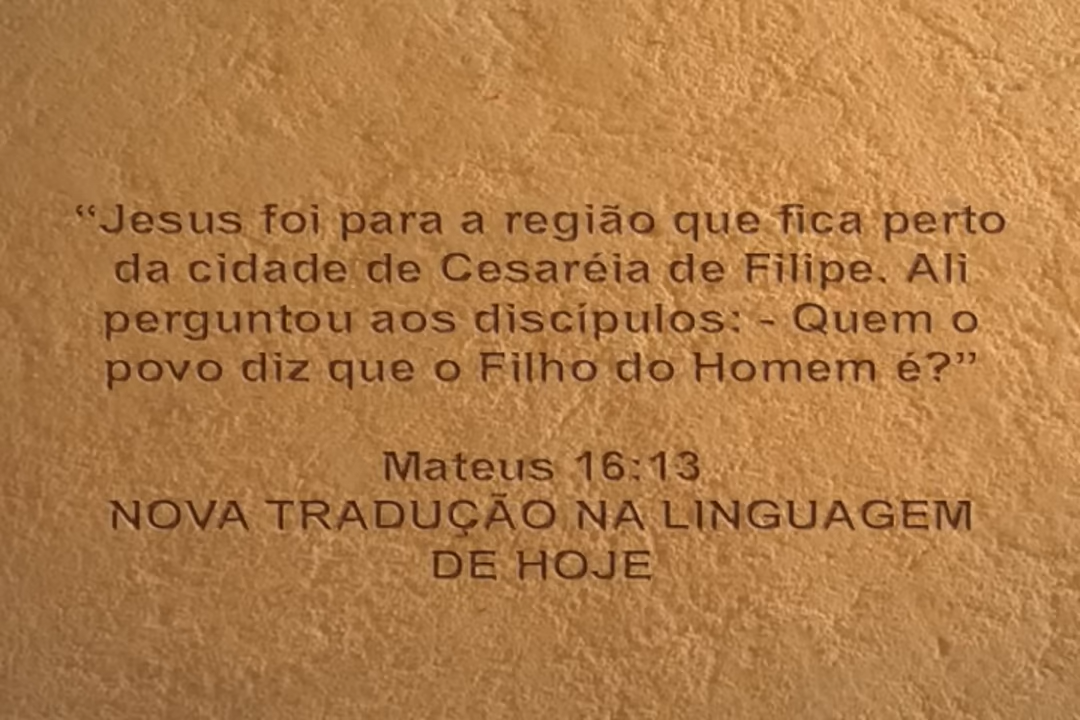 “Jesus foi para a região que fica perto
da cidade de Cesaréia de Filipe. Ali
perguntou aos discípulos: - Quem o
povo diz que o Filho do Homem é?”
Mateus 16:13
NOVA TRADUÇÃO NA LINGUAGEM
DE HOJE